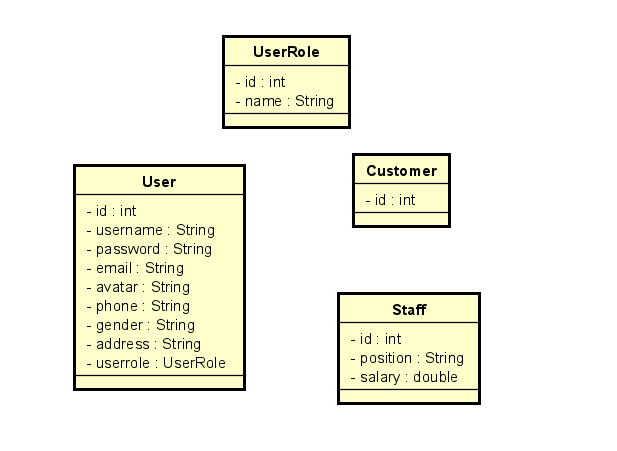 UserRole
- id : int
- name : String
Customer
- id : int
User
- id : int
- username : String
- password : String
- email : String
- avatar : String
- phone : String
- gender : String
- address : String
- userrole : UserRole
Staff
- id : int
- position : String
- salary : double